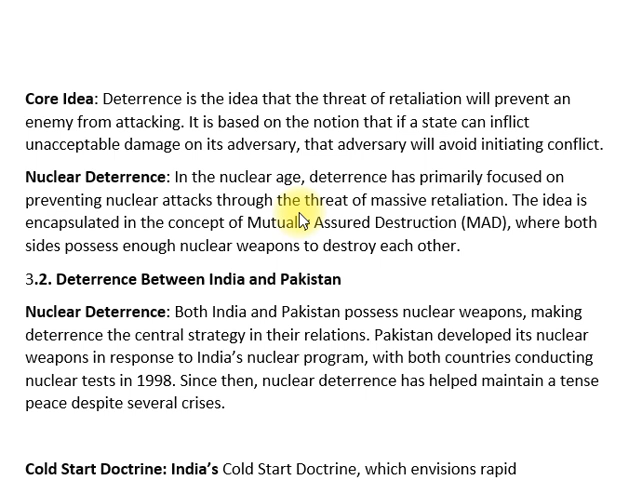 Core Idea: Deterrence is the idea that the threat of retaliation will prevent an
enemy from attacking. It is based on the notion that if a state can inflict
unacceptable damage on its adversary, that adversary will avoid initiating conflict.
Nuclear Deterrence: In the nuclear age, deterrence has primarily focused on
preventing nuclear attacks through the threat of massive retaliation. The idea is
encapsulated in the concept of Mutually Assured Destruction (MAD), where both
sides possess enough nuclear weapons to destroy each other.
3.2. Deterrence Between India and Pakistan
Nuclear Deterrence: Both India and Pakistan possess nuclear weapons, making
deterrence the central strategy in their relations. Pakistan developed its nuclear
weapons in response to India’s nuclear program, with both countries conducting
nuclear tests in 1998. Since then, nuclear deterrence has helped maintain a tense
peace despite several crises.
Cold Start Doctrine: India’s Cold Start Doctrine, which envisions rapid